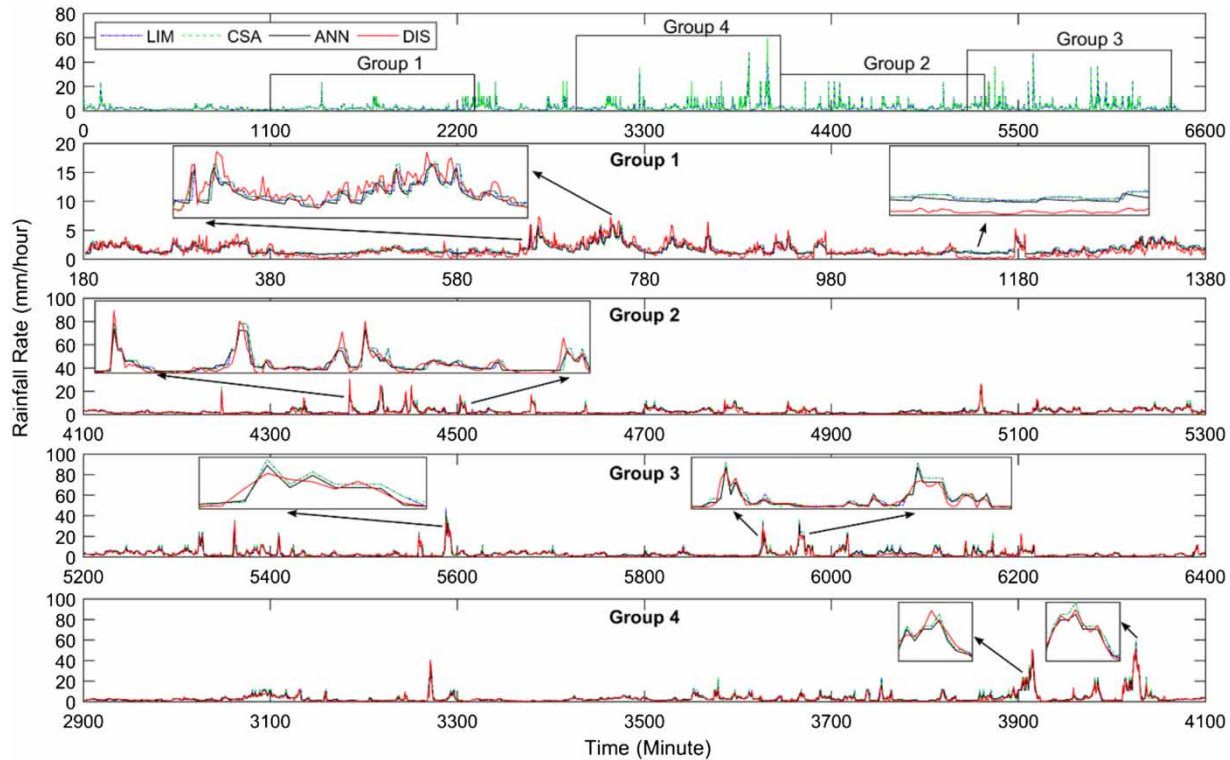 80
60
40
20
0
LIM CSA ANN DIS
Group 1
Group 4
Group 2
Group 3
0 1100 2200 3300 4400 5500 6600
20
15
10
5
0
Group 1
180 380 580 780 980 1180 1380
100
80
60
40
20
0
Group 2
4100 4300 4500 4700 4900 5100 5300
100
80
60
40
20
0
Group 3
5200 5400 5600 5800 6000 6200 6400
100
80
60
40
20
0
Group 4
2900 3100 3300 3500 3700 3900 4100
Rainfall Rate (mm/hour)
Time (Minute)